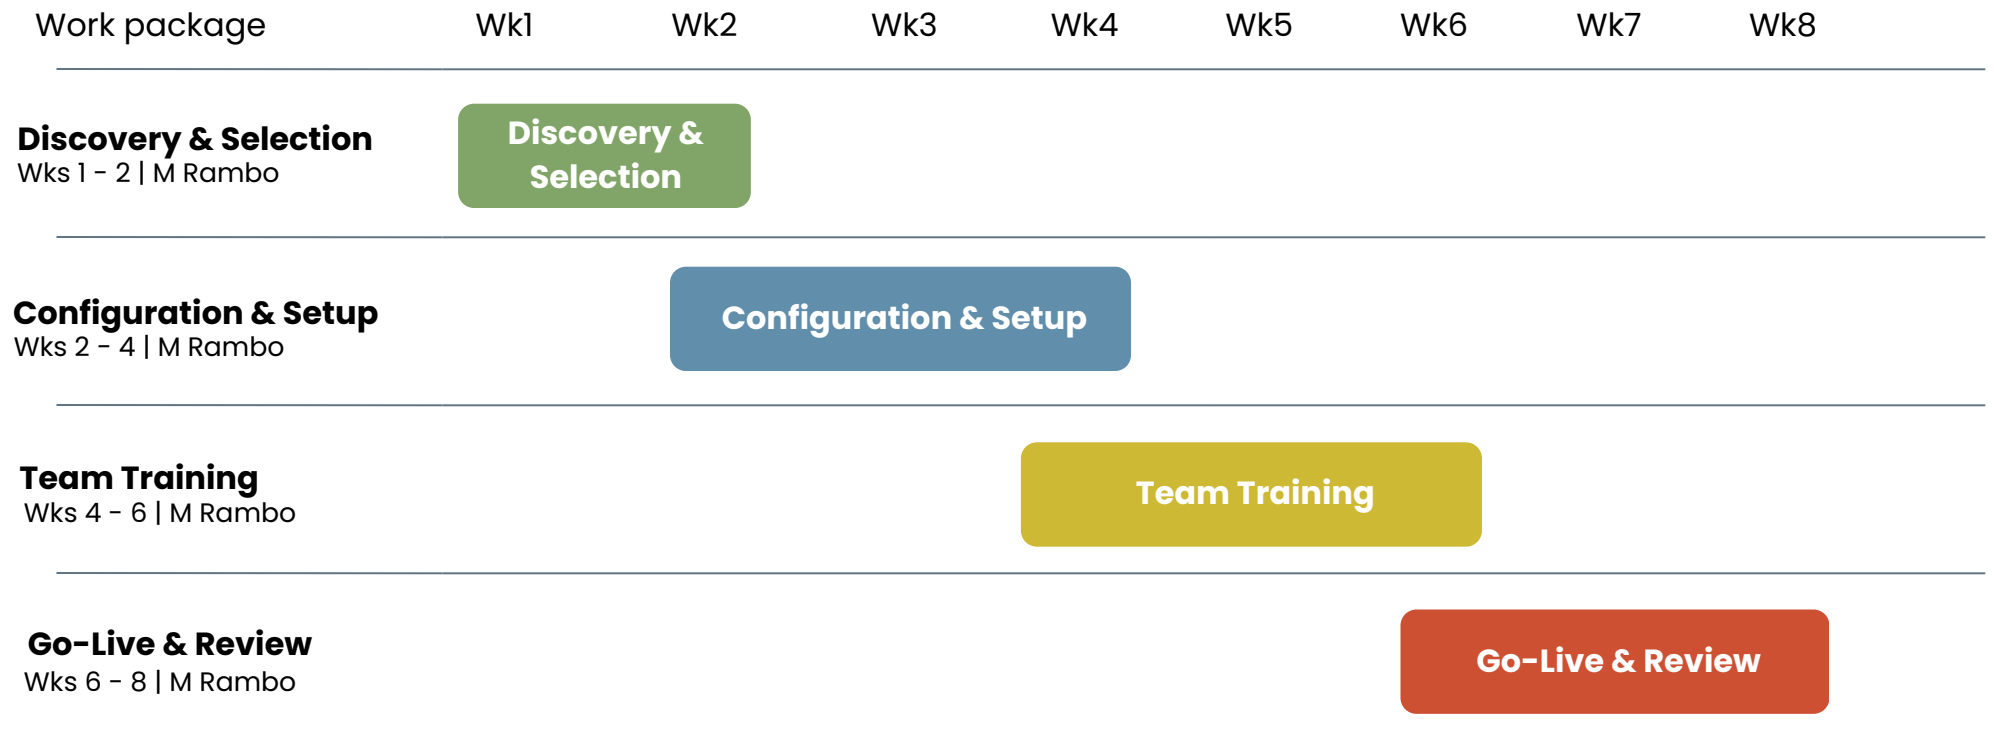 Work package Wk1 Wk2 Wk3 Wk4 Wk5 Wk6 Wk7 Wk8
Discovery & Selection
Wks 1 - 2 | M Rambo
Discovery &
Selection
Configuration & Setup
Wks 2 - 4 | M Rambo
Configuration & Setup
Team Training
Wks 4 - 6 | M Rambo
Team Training
Go-Live & Review
Wks 6 - 8 | M Rambo
Go-Live & Review